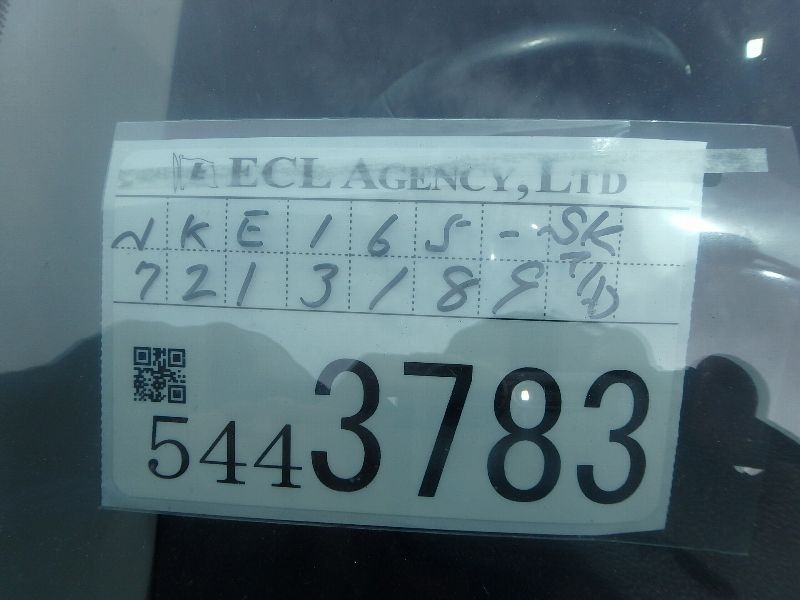 ECL AGENCY, LTD
NKE165-SK
7213189 T/D
5443783